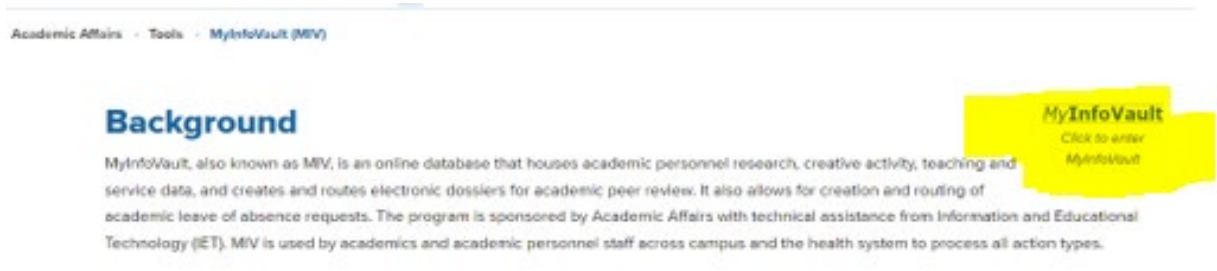 Academic Affairs · Tools · MyInfoVault (MIV)
Background
MyInfoVault
Click to enter
MyInfoVault
MyInfoVault, also known as MIV, is an online database that houses academic personnel research, creative activity, teaching and
service data, and creates and routes electronic dossiers for academic peer review. It also allows for creation and routing of
academic leave of absence requests. The program is sponsored by Academic Affairs with technical assistance from Information and Educational
Technology (IET). MIV is used by academics and academic personnel staff across campus and the health system to process all action types.